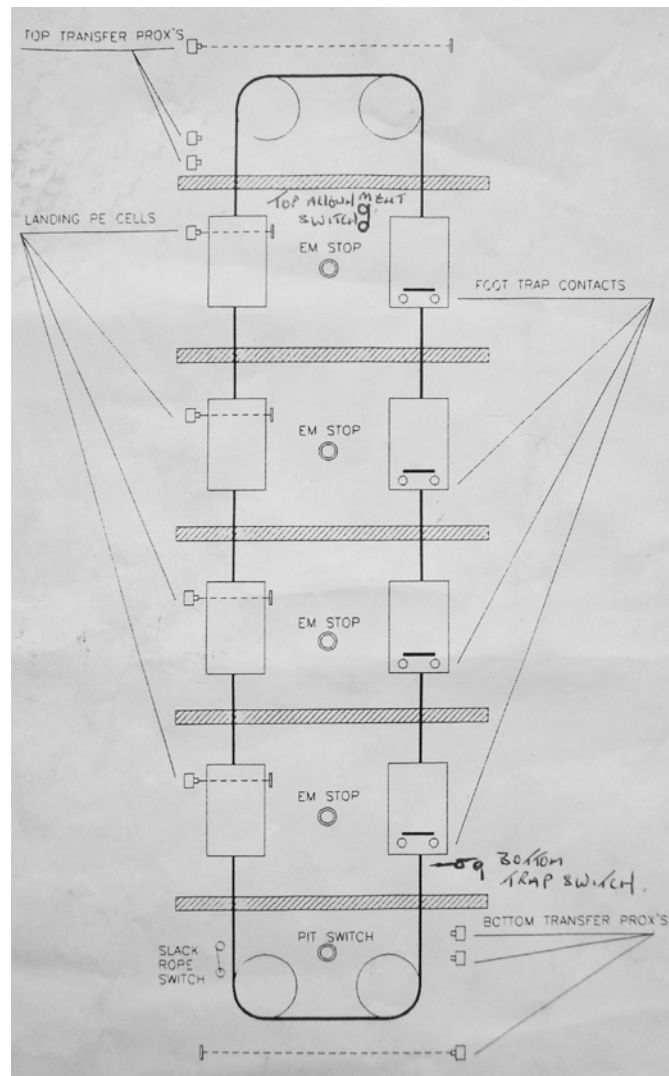 TOP TRANSFER PROX'S
TOP ALIGNMENT
SWITCH
LANDING PE CELLS
EM STOP
FOOT TRAP CONTACTS
EM STOP
EM STOP
EM STOP
BOTTOM
TRAP SWITCH.
BOTTOM TRANSFER PROX'S
PIT SWITCH
SLACK
ROPE
SWITCH